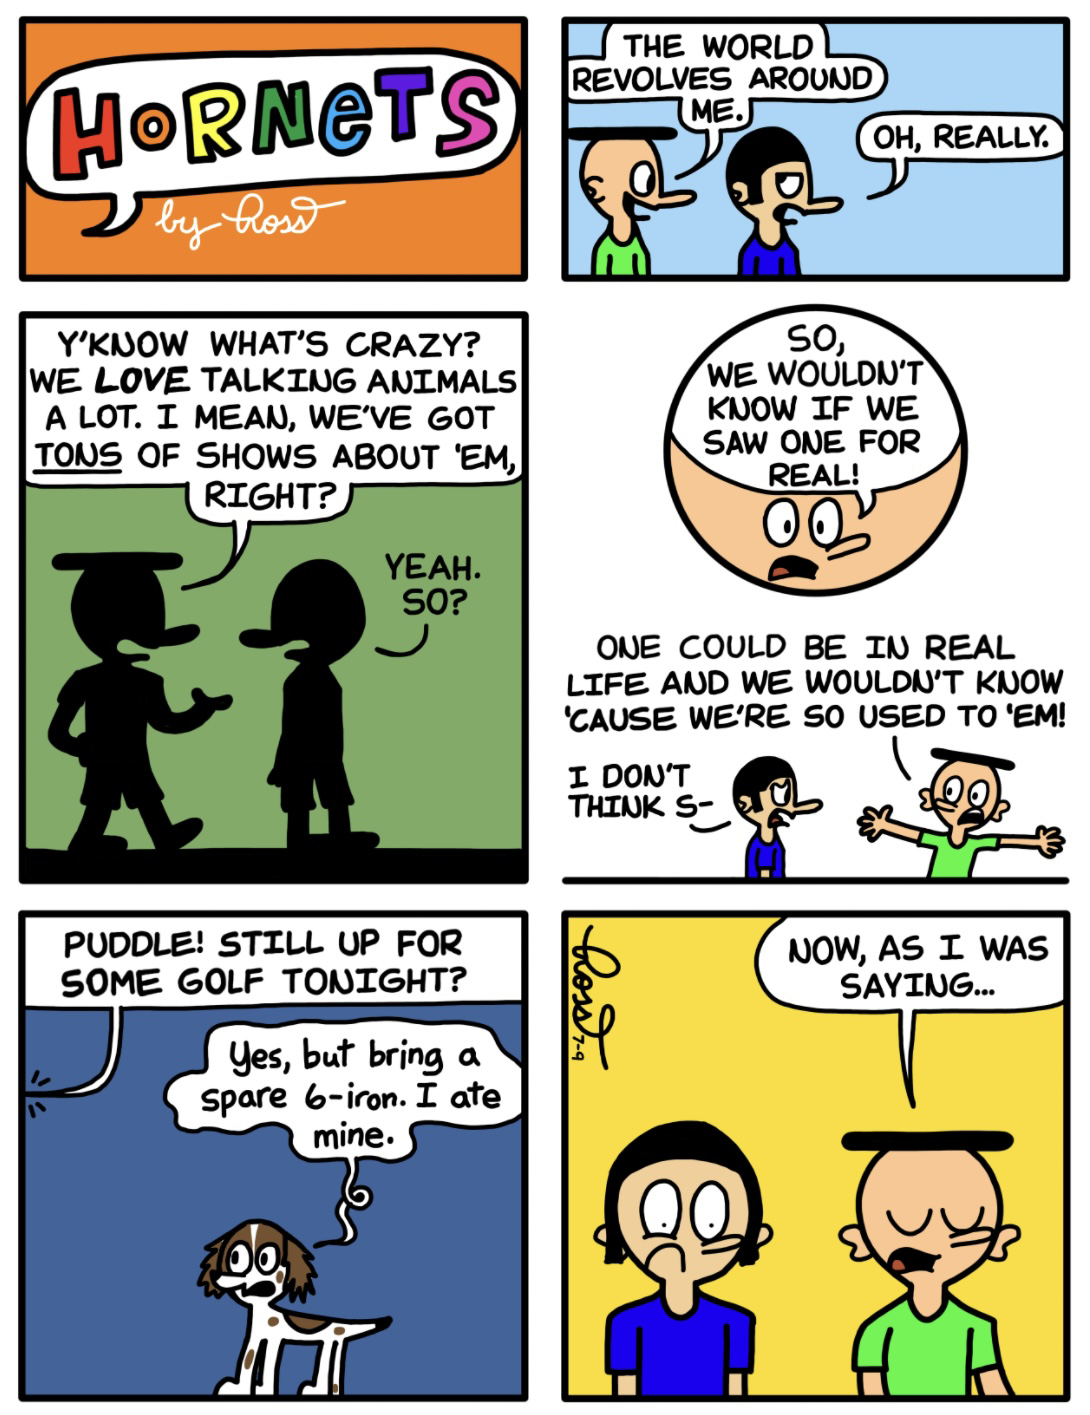 HORNETS
by Ross
THE WORLD
REVOLVES AROUND
ME.
OH, REALLY.
Y'KNOW WHAT'S CRAZY?
WE LOVE TALKING ANIMALS
A LOT. I MEAN, WE'VE GOT
TONS OF SHOWS ABOUT 'EM,
RIGHT?
YEAH.
SO?
SO,
WE WOULDN'T
KNOW IF WE
SAW ONE FOR
REAL!
ONE COULD BE IN REAL
LIFE AND WE WOULDN'T KNOW
'CAUSE WE'RE SO USED TO 'EM!
I DON'T
THINK S-
PUDDLE! STILL UP FOR
SOME GOLF TONIGHT?
Yes, but bring a
spare 6-iron. I ate
mine.
NOW, AS I WAS
SAYING...
Ross 7-9